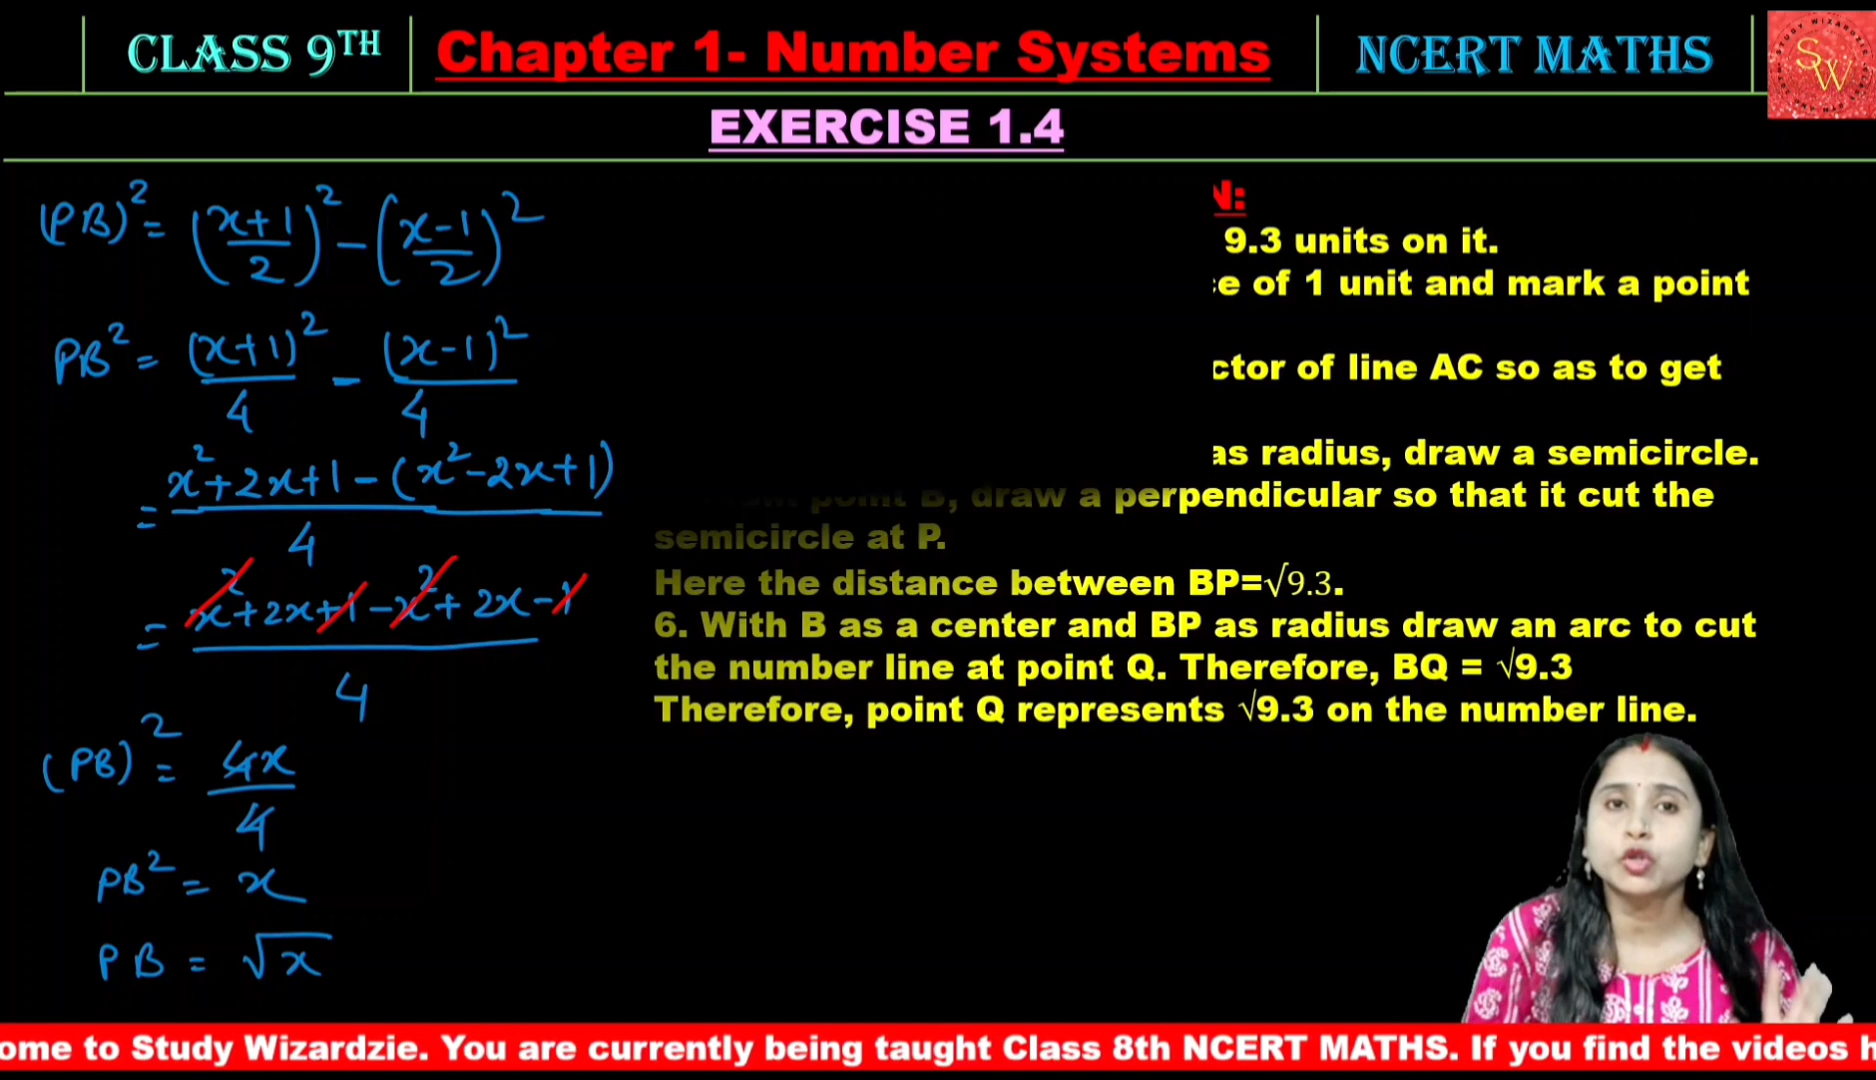 CLASS 9TH
Chapter 1- Number Systems
NCERT MATHS
SW
EXERCISE 1.4
(PB)² = ((x+1)/2)² - ((x-1)/2)²
PB² = (x+1)²/4 - (x-1)²/4
= (x²+2x+1-(x²-2x+1))/4
= (x²+2x+1-x²+2x-1)/4
(PB)² = 4x/4
PB² = x
PB = √x
N:
9.3 units on it.
e of 1 unit and mark a point
ctor of line AC so as to get
as radius, draw a semicircle.
point B, draw a perpendicular so that it cut the
semicircle at P.
Here the distance between BP=√9.3.
6. With B as a center and BP as radius draw an arc to cut
the number line at point Q. Therefore, BQ = √9.3
Therefore, point Q represents √9.3 on the number line.
ome to Study Wizardzie. You are currently being taught Class 8th NCERT MATHS. If you find the videos h